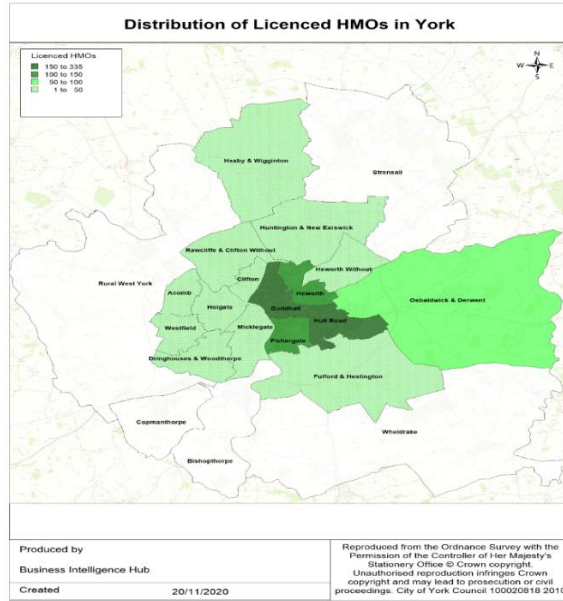 Distribution of Licenced HMOs in York
Licenced HMOs
150 to 335
100 to 150
50 to 100
1 to 50
N
W E
S
Haxby & Wigginton
Strensall
Huntington & New Earswick
Rawcliffe & Clifton Without
Heworth Without
Clifton
Rural West York
Acomb
Heworth
Osbaldwick & Derwent
Holgate
Guildhall
Hull Road
Westfield
Micklegate
Fishergate
Dringhouses & Woodthorpe
Fulford & Heslington
Copmanthorpe
Wheldrake
Bishopthorpe
Produced by
Business Intelligence Hub
Created 20/11/2020
Reproduced from the Ordnance Survey with the
Permission of the Controller of Her Majesty's
Stationery Office © Crown copyright.
Unauthorised reproduction infringes Crown
copyright and may lead to prosecution or civil
proceedings. City of York Council 100020818 2010